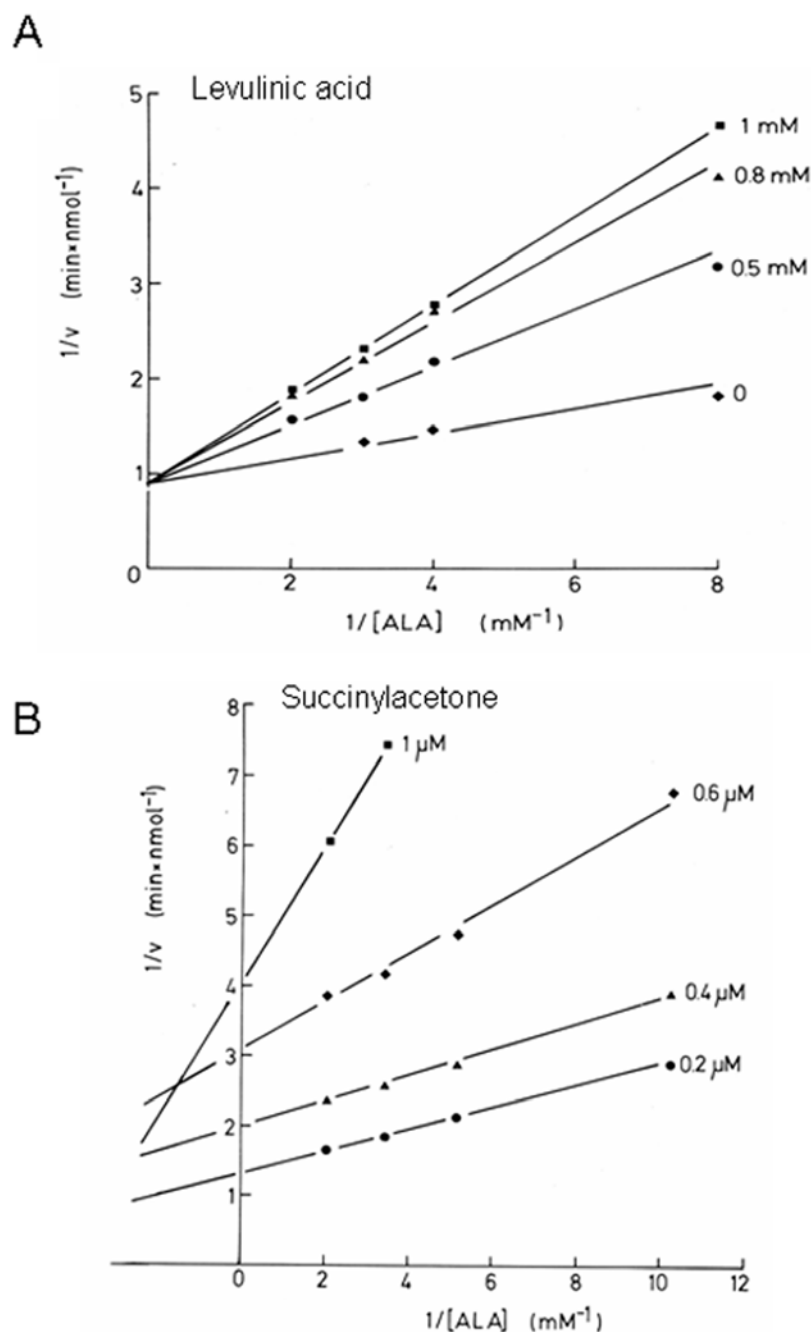 A
Levulinic acid
5
4
3
2
1
0
1/v (min×nmol⁻¹)
1 mM
0.8 mM
0.5 mM
0
2
4
6
8
1/[ALA] (mM⁻¹)
B
Succinylacetone
8
7
6
5
4
3
2
1
1/v (min×nmol⁻¹)
1 µM
0.6 µM
0.4 µM
0.2 µM
0
2
4
6
8
10
12
1/[ALA] (mM⁻¹)